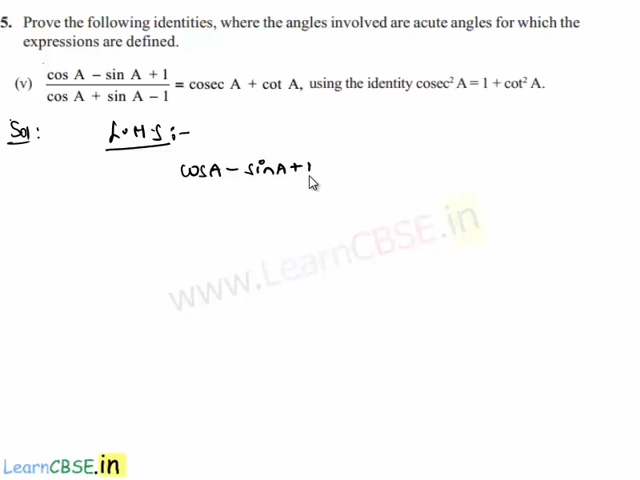 5. Prove the following identities, where the angles involved are acute angles for which the
expressions are defined.
(v) cos A − sin A + 1 / cos A + sin A − 1 = cosec A + cot A, using the identity cosec² A = 1 + cot² A.
Sol: L.H.S :-
cosA − sinA + 1
www.LearnCBSE.in
LearnCBSE.in